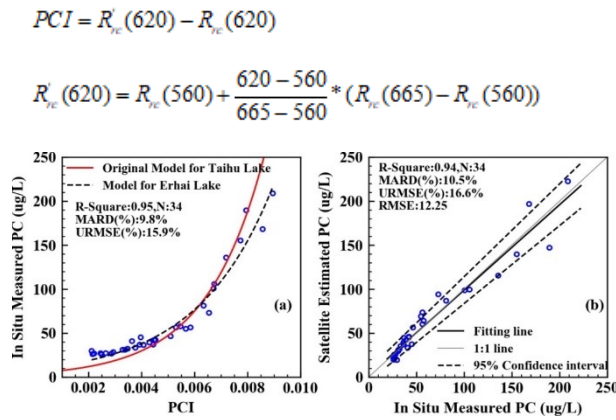 PCI = R'rc(620) − Rrc(620)
R'rc(620) = Rrc(560) + 620 − 560 / 665 − 560 * (Rrc(665) − Rrc(560))
250
200
150
100
50
0
In Situ Measured PC (ug/L)
Original Model for Taihu Lake
Model for Erhai Lake
R-Square:0.95,N:34
MARD(%):9.8%
URMSE(%):15.9%
(a)
0.002 0.004 0.006 0.008 0.010
PCI
250
200
150
100
50
0
Satellite Estimated PC (ug/L)
R-Square:0.94,N:34
MARD(%):10.5%
URMSE(%):16.6%
RMSE:12.25
(b)
Fitting line
1:1 line
95% Confidence interval
0 50 100 150 200 250
In Situ Measured PC (ug/L)